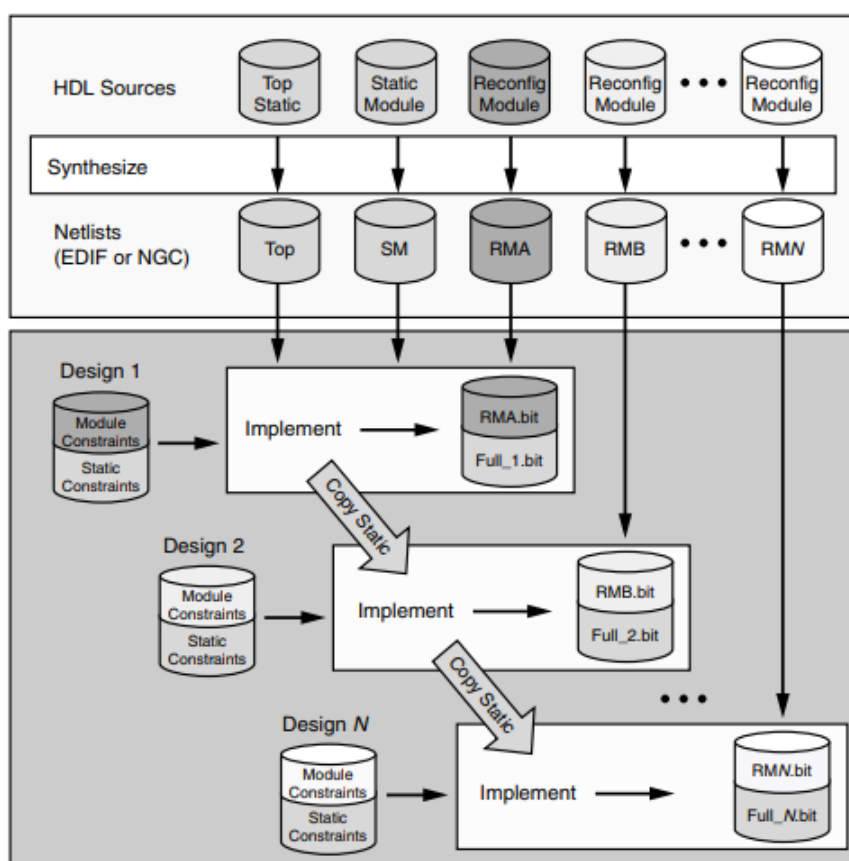 HDL Sources
Top
Static
Static
Module
Reconfig
Module
Reconfig
Module
Reconfig
Module
Synthesize
Netlists
(EDIF or NGC)
Top
SM
RMA
RMB
RMN
Design 1
Module
Constraints
Static
Constraints
Implement
RMA.bit
Full_1.bit
Copy Static
Design 2
Module
Constraints
Static
Constraints
Implement
RMB.bit
Full_2.bit
Copy Static
Design N
Module
Constraints
Static
Constraints
Implement
RMN.bit
Full_N.bit